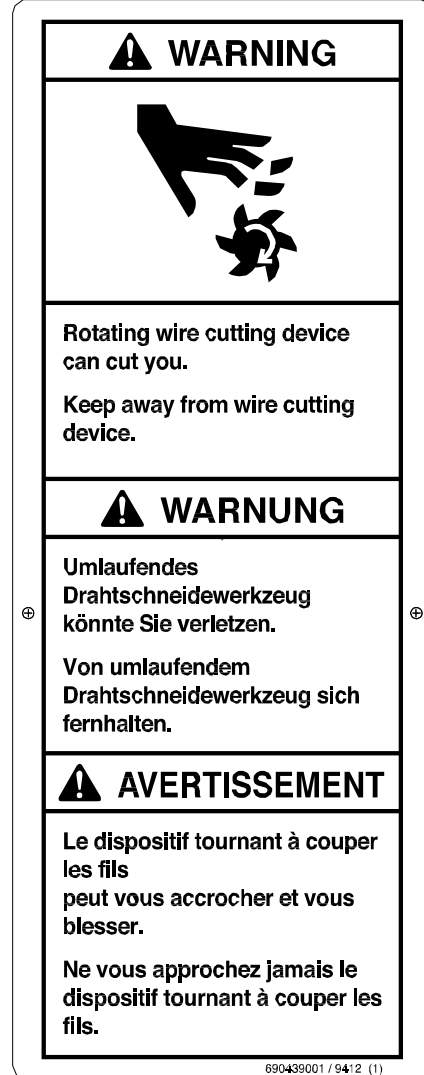 WARNING
Rotating wire cutting device
can cut you.
Keep away from wire cutting
device.
WARNUNG
Umlaufendes
Drahtschneidewerkzeug
könnte Sie verletzen.
Von umlaufendem
Drahtschneidewerkzeug sich
fernhalten.
AVERTISSEMENT
Le dispositif tournant à couper
les fils
peut vous accrocher et vous
blesser.
Ne vous approchez jamais le
dispositif tournant à couper les
fils.
690439001 / 9412 (1)